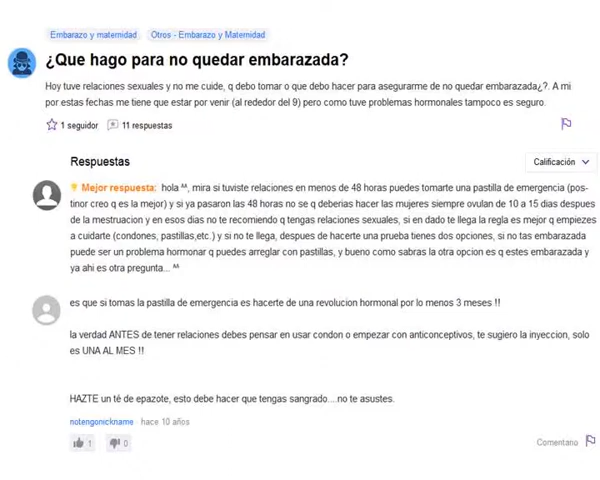 Embarazo y maternidad Otros - Embarazo y Maternidad
¿Que hago para no quedar embarazada?
Hoy tuve relaciones sexuales y no me cuide, q debo tomar o que debo hacer para asegurarme de no quedar embarazada¿?. A mi
por estas fechas me tiene que estar por venir (al rededor del 9) pero como tuve problemas hormonales tampoco es seguro.
1 seguidor 11 respuestas
Respuestas
Calificación
Mejor respuesta: hola ^^, mira si tuviste relaciones en menos de 48 horas puedes tomarte una pastilla de emergencia (pos-
tinor creo q es la mejor) y si ya pasaron las 48 horas no se q deberias hacer las mujeres siempre ovulan de 10 a 15 dias despues
de la mestruacion y en esos dias no te recomiendo q tengas relaciones sexuales, si en dado te llega la regla es mejor q empiezes
a cuidarte (condones, pastillas,etc.) y si no te llega, despues de hacerte una prueba tienes dos opciones, si no tas embarazada
puede ser un problema hormonar q puedes arreglar con pastillas, y bueno como sabras la otra opcion es q estes embarazada y
ya ahi es otra pregunta... ^^
es que si tomas la pastilla de emergencia es hacerte de una revolucion hormonal por lo menos 3 meses !!
la verdad ANTES de tener relaciones debes pensar en usar condon o empezar con anticonceptivos, te sugiero la inyeccion, solo
es UNA AL MES !!
HAZTE un té de epazote, esto debe hacer que tengas sangrado....no te asustes.
notengonickname hace 10 años
1 0 Comentario